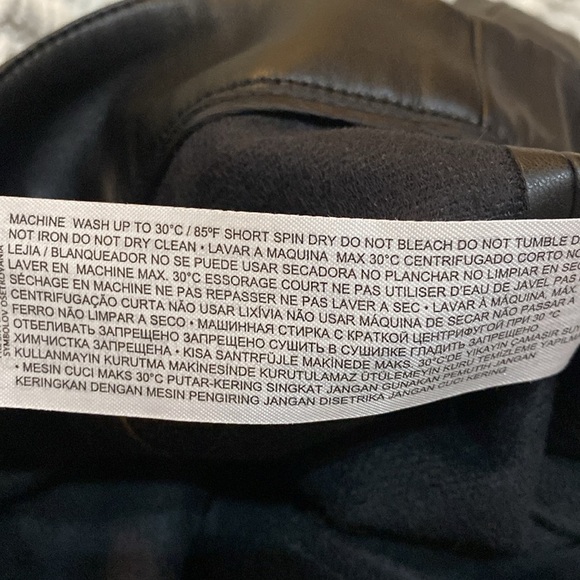 MACHINE WASH UP TO 30°C / 85°F SHORT SPIN DRY DO NOT BLEACH DO NOT TUMBLE D
NOT IRON DO NOT DRY CLEAN • LAVAR A MAQUINA MAX 30°C CENTRIFUGADO CORTO NO
LEJIA / BLANQUEADOR NO SE PUEDE USAR SECADORA NO PLANCHAR NO LIMPIAR EN SE
LAVER EN MACHINE MAX. 30°C ESSORAGE COURT NE PAS UTILISER D'EAU DE JAVEL PAS
SÉCHAGE EN MACHINE NE PAS REPASSER NE PAS LAVER A SEC • LAVAR À MÁQUINA, MÁX
CENTRIFUGAÇÃO CURTA NÃO USAR LIXÍVIA NÃO USAR MÁQUINA DE SECAR NÃO PASSAR A
FERRO NÃO LIMPAR A SECO • МАШИННАЯ СТИРКА С КРАТКОЙ ЦЕНТРИФУГОЙ ПРИ 30 °C
ОТБЕЛИВАТЬ ЗАПРЕЩЕНО ЗАПРЕЩЕНО СУШИТЬ В СУШИЛКЕ ГЛАДИТЬ ЗАПРЕЩЕНО
ХИМЧИСТКА ЗАПРЕЩЕНА • KISA SANTRFÜJLE MAKİNEDE MAKS. 30°C'DE YIKAYIN ÇAMAŞIR SU
KULLANMAYIN KURUTMA MAKİNESİNDE KURUTULAMAZ ÜTÜLEMEYİN KURU TEMİZLEME YAPILM
• MESIN CUCI MAKS 30°C PUTAR-KERING SINGKAT JANGAN GUNAKAN PEMUTIH JANGAN
KERINGKAN DENGAN MESIN PENGIRING JANGAN DISETRIKA JANGAN CUCI KERING